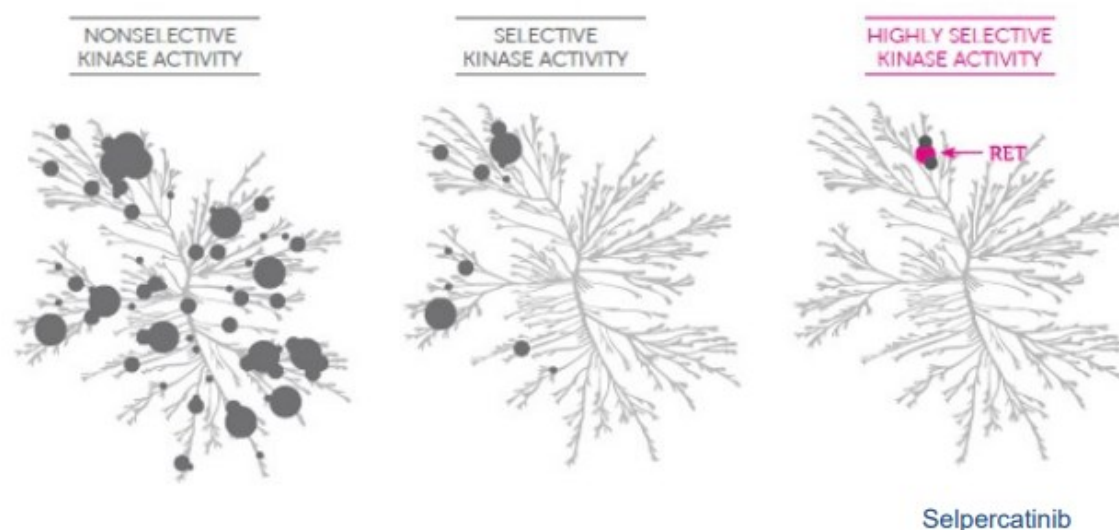 NONSELECTIVE
KINASE ACTIVITY
SELECTIVE
KINASE ACTIVITY
HIGHLY SELECTIVE
KINASE ACTIVITY
RET
Selpercatinib